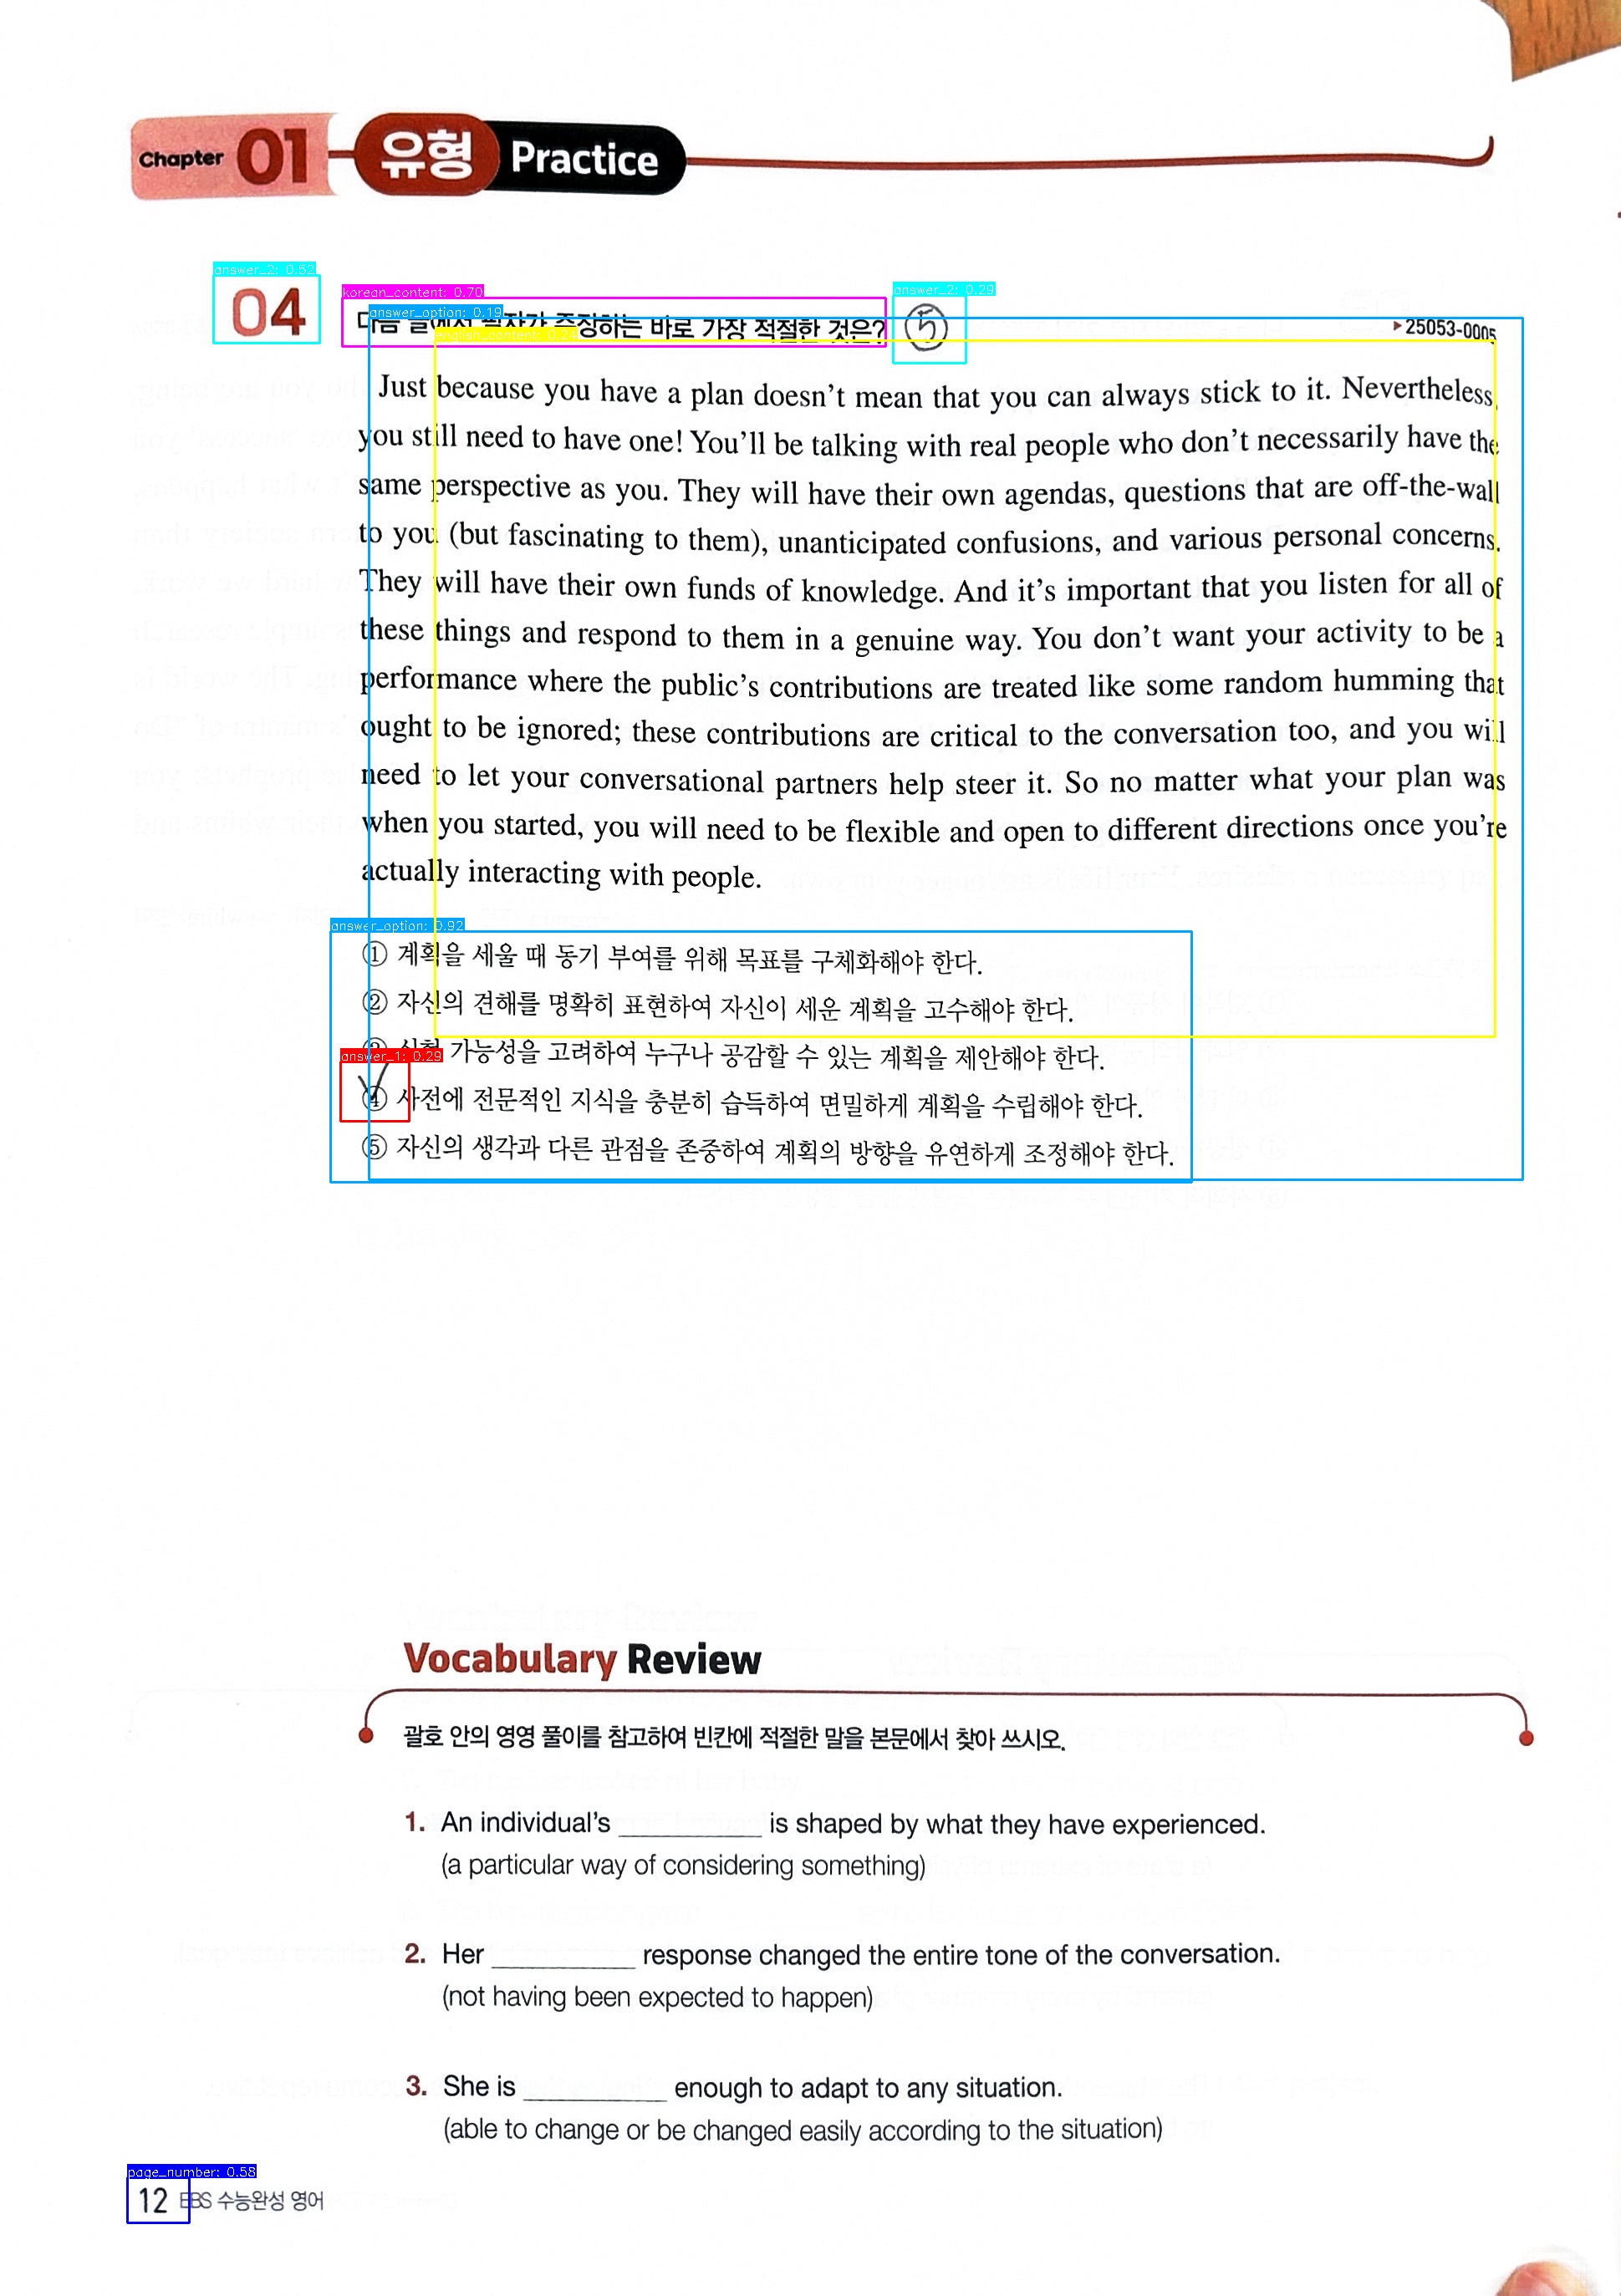 Chapter 01 유형 Practice
answer_2: 0.52
korean_content: 0.70
answer_2: 0.29
answer_option: 0.19
04 다음 글에서 필자가 주장하는 바로 가장 적절한 것은? ⑤ ▶25053-0005
Just because you have a plan doesn't mean that you can always stick to it. Nevertheless,
you still need to have one! You'll be talking with real people who don't necessarily have the
same perspective as you. They will have their own agendas, questions that are off-the-wall
to you (but fascinating to them), unanticipated confusions, and various personal concerns.
They will have their own funds of knowledge. And it's important that you listen for all of
these things and respond to them in a genuine way. You don't want your activity to be a
performance where the public's contributions are treated like some random humming that
ought to be ignored; these contributions are critical to the conversation too, and you will
need to let your conversational partners help steer it. So no matter what your plan was
when you started, you will need to be flexible and open to different directions once you're
actually interacting with people.
answer_option: 0.92
① 계획을 세울 때 동기 부여를 위해 목표를 구체화해야 한다.
② 자신의 견해를 명확히 표현하여 자신이 세운 계획을 고수해야 한다.
가능성을 고려하여 누구나 공감할 수 있는 계획을 제안해야 한다.
answer_1: 0.29
④ 사전에 전문적인 지식을 충분히 습득하여 면밀하게 계획을 수립해야 한다.
⑤ 자신의 생각과 다른 관점을 존중하여 계획의 방향을 유연하게 조정해야 한다.
Vocabulary Review
괄호 안의 영영 풀이를 참고하여 빈칸에 적절한 말을 본문에서 찾아 쓰시오.
1. An individual's __________ is shaped by what they have experienced.
(a particular way of considering something)
2. Her __________ response changed the entire tone of the conversation.
(not having been expected to happen)
3. She is __________ enough to adapt to any situation.
(able to change or be changed easily according to the situation)
page_number: 0.58
12 EBS 수능완성 영어